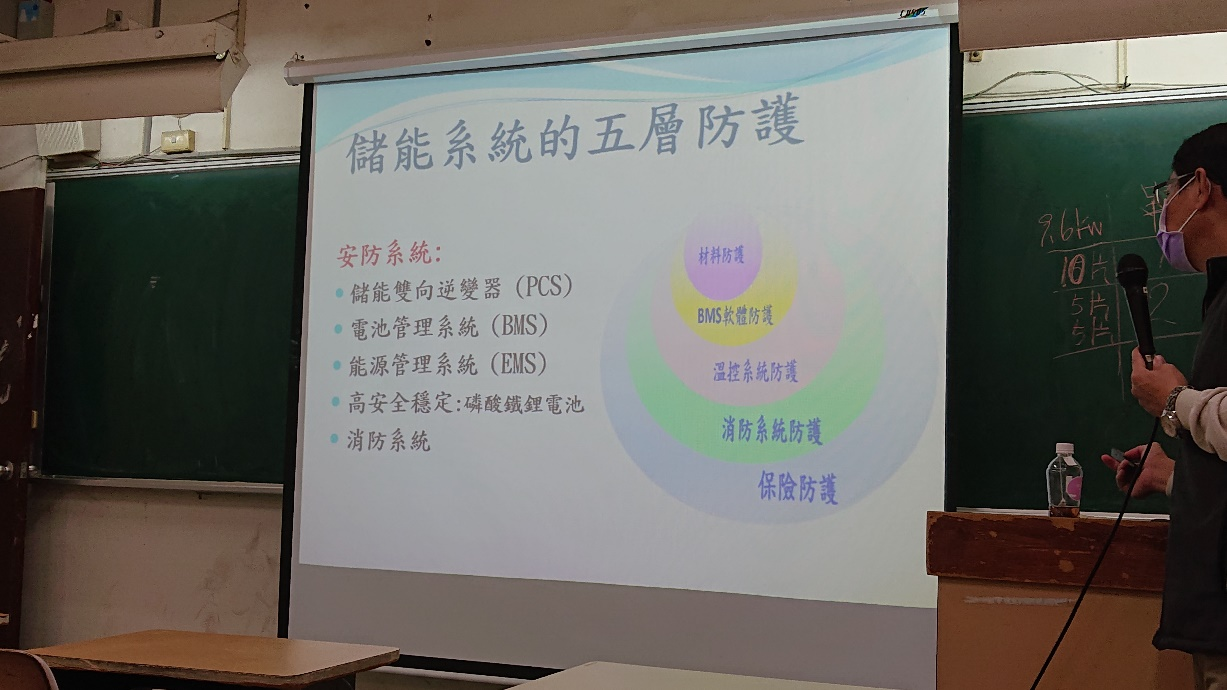 儲能系統的五層防護
安防系統:
儲能雙向逆變器 (PCS)
電池管理系統 (BMS)
能源管理系統 (EMS)
高安全穩定:磷酸鐵鋰電池
消防系統
材料防護
BMS軟體防護
溫控系統防護
消防系統防護
保險防護
9.6kw
10片
5片 2
5片